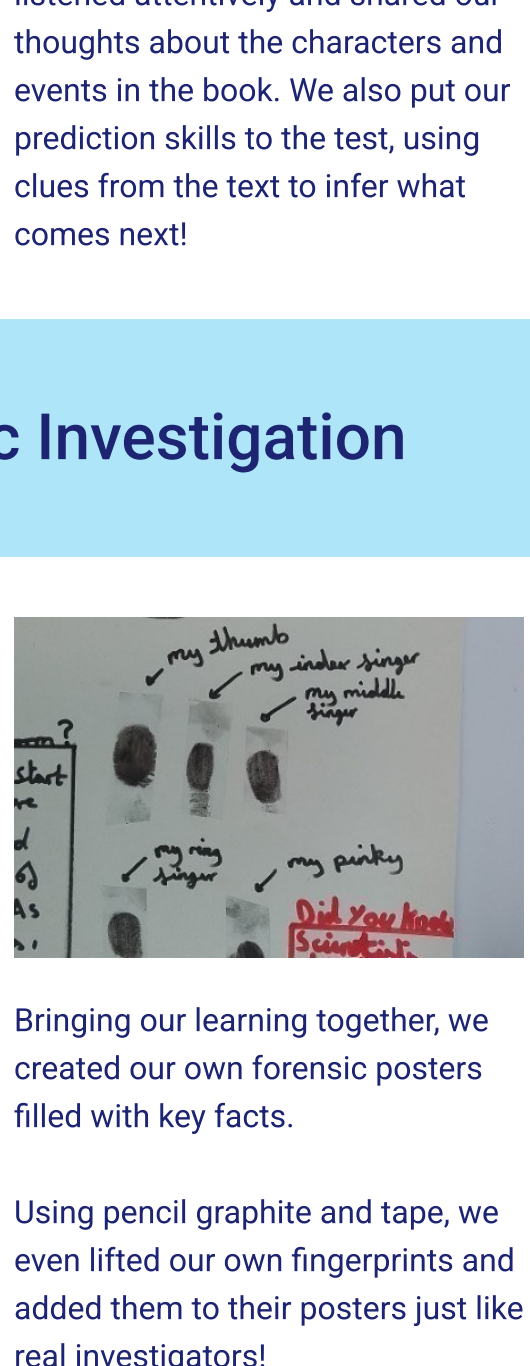 thoughts about the characters and
events in the book. We also put our
prediction skills to the test, using
clues from the text to infer what
comes next!
c Investigation
my thumb
my index finger
my middle
finger
?
start
re
d
As
my ring
finger
my pinky
Did You Know
Scientist
Bringing our learning together, we
created our own forensic posters
filled with key facts.
Using pencil graphite and tape, we
even lifted our own fingerprints and
added them to their posters just like
real investigators!